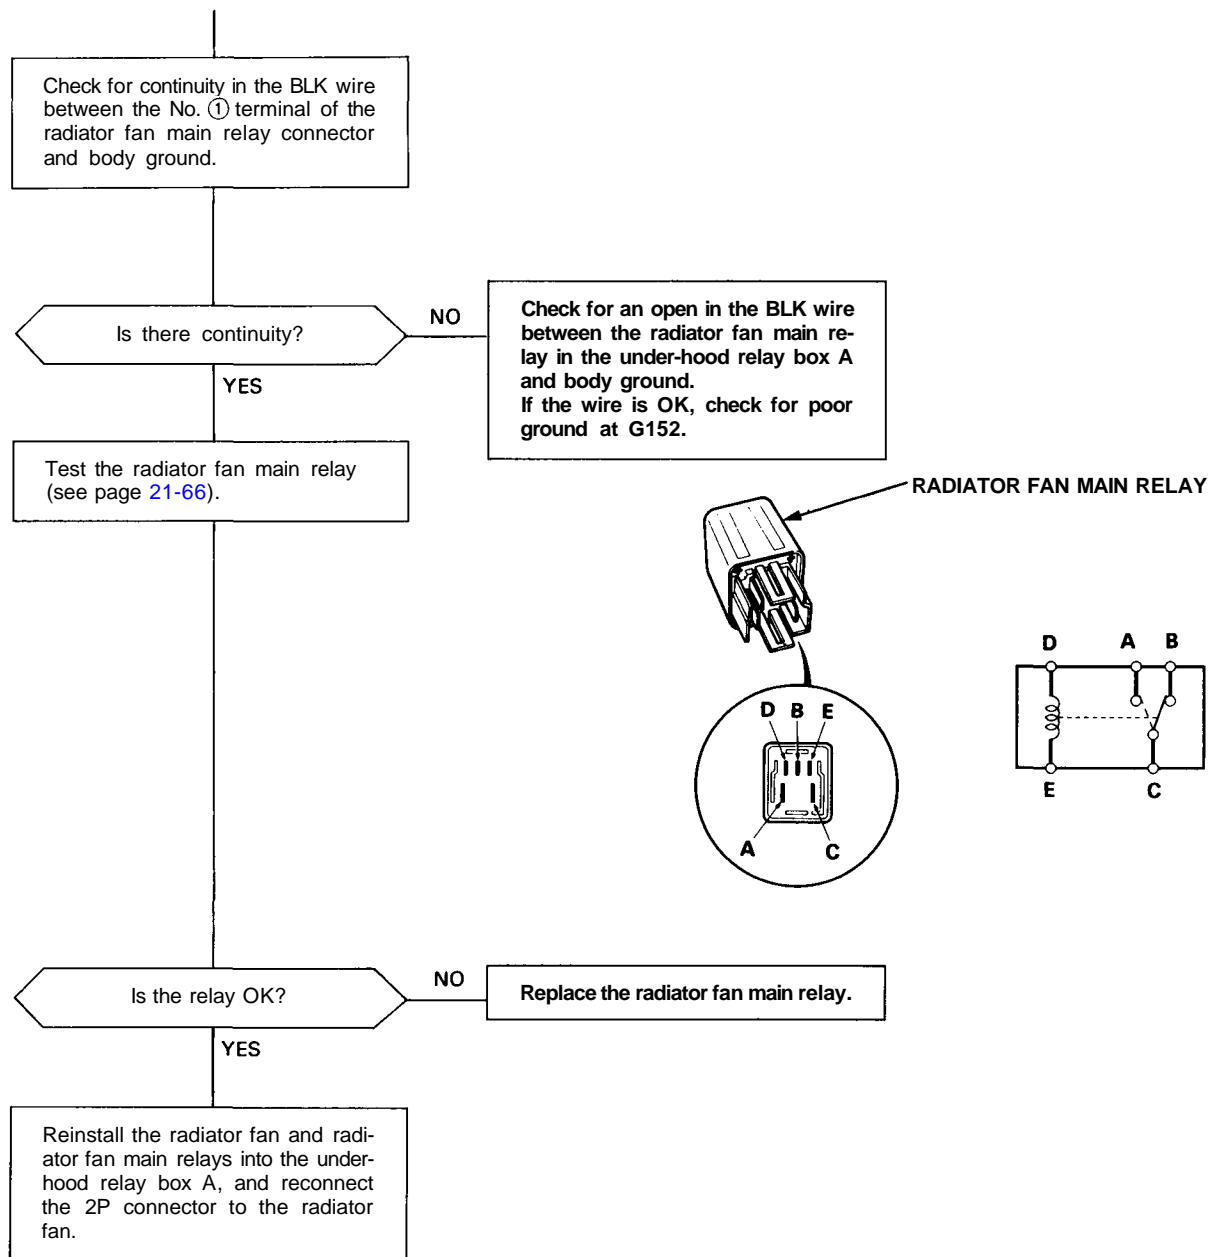 Check for continuity in the BLK wire
between the No. ① terminal of the
radiator fan main relay connector
and body ground.
Is there continuity?
NO
Check for an open in the BLK wire
between the radiator fan main re-
lay in the under-hood relay box A
and body ground.
If the wire is OK, check for poor
ground at G152.
YES
Test the radiator fan main relay
(see page 21-66).
RADIATOR FAN MAIN RELAY
D B E
A C
D A B
E C
Is the relay OK?
NO
Replace the radiator fan main relay.
YES
Reinstall the radiator fan and radi-
ator fan main relays into the under-
hood relay box A, and reconnect
the 2P connector to the radiator
fan.